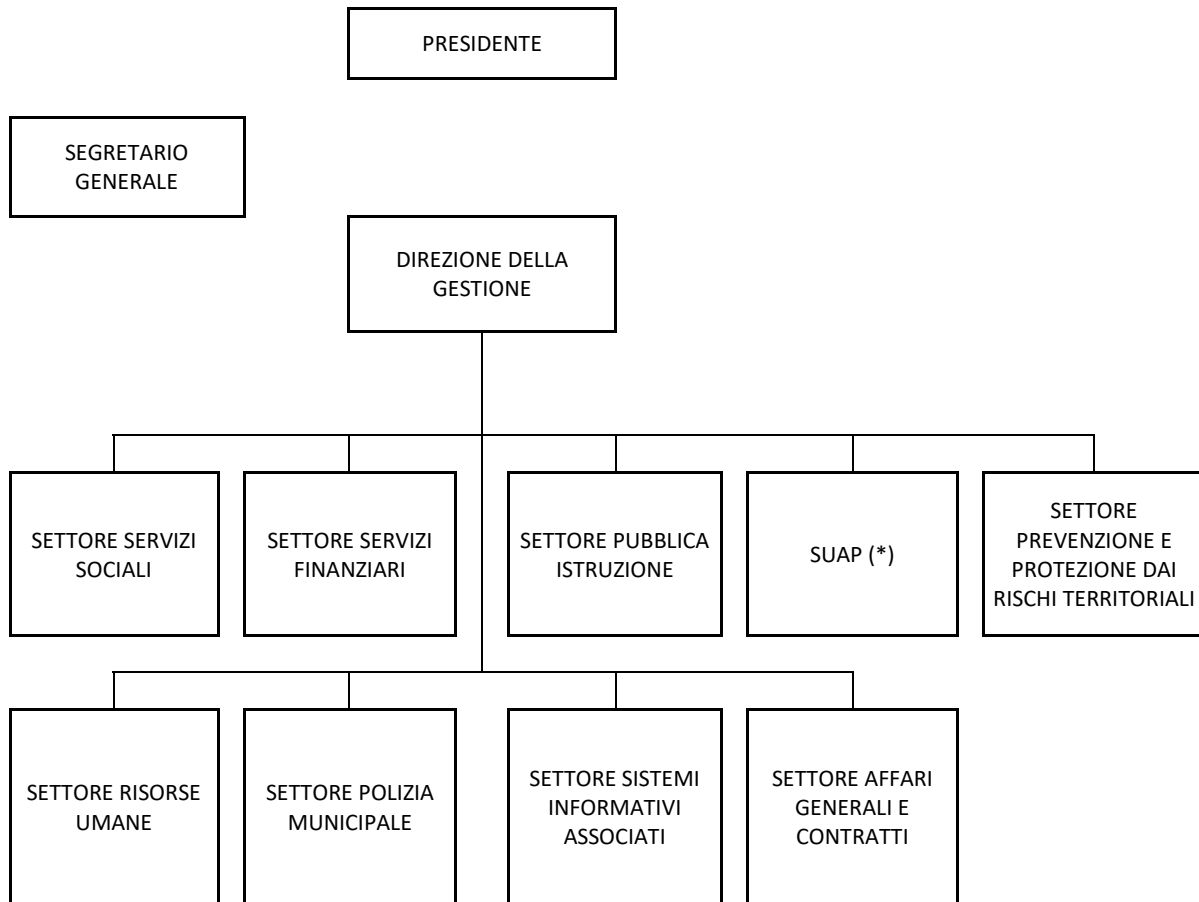 PRESIDENTE
SEGRETARIO
GENERALE
DIREZIONE DELLA
GESTIONE
SETTORE SERVIZI
SOCIALI
SETTORE SERVIZI
FINANZIARI
SETTORE PUBBLICA
ISTRUZIONE
SUAP (*)
SETTORE
PREVENZIONE E
PROTEZIONE DAI
RISCHI TERRITORIALI
SETTORE RISORSE
UMANE
SETTORE POLIZIA
MUNICIPALE
SETTORE SISTEMI
INFORMATIVI
ASSOCIATI
SETTORE AFFARI
GENERALI E
CONTRATTI